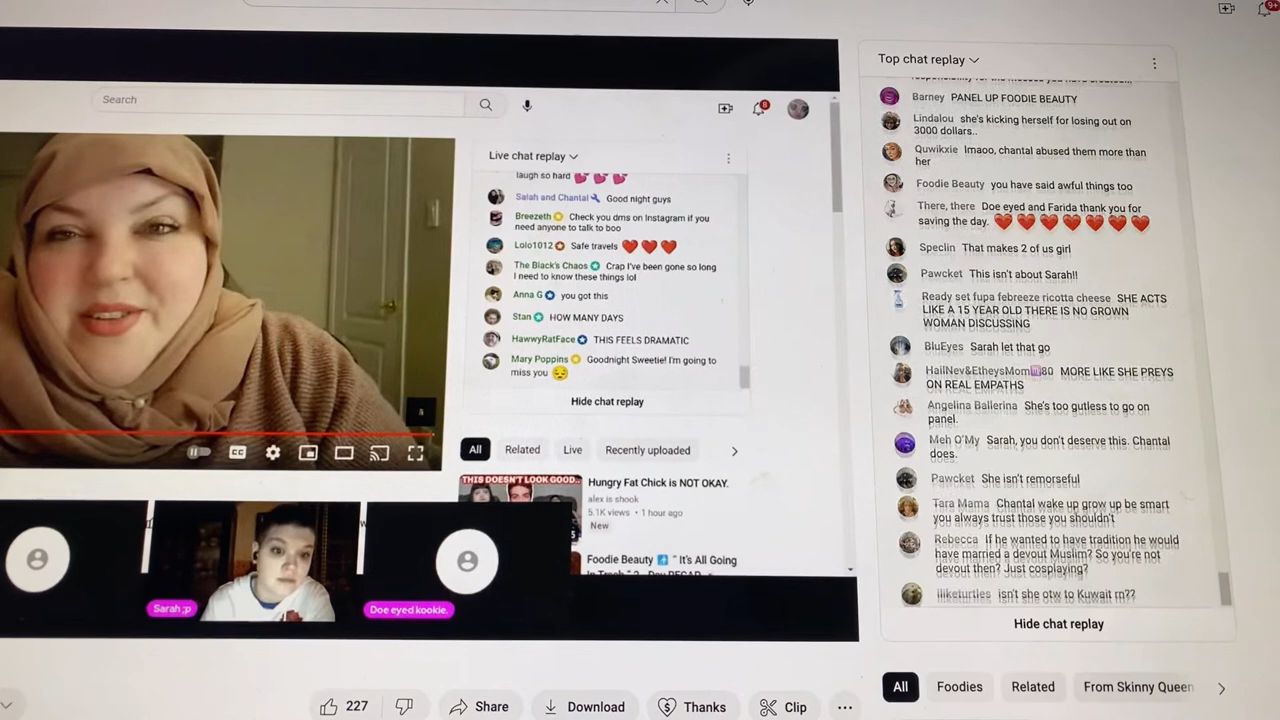 Search
8
9+
Live chat replay
laugh so hard
Salah and Chantal Good night guys
Breezeth Check you dms on Instagram if you
need anyone to talk to boo
Lolo1012 Safe travels
The Black's Chaos Crap I've been gone so long
I need to know these things lol
Anna G you got this
Stan HOW MANY DAYS
HawwyRatFace THIS FEELS DRAMATIC
Mary Poppins Goodnight Sweetie! I'm going to
miss you
Hide chat replay
All
Related
Live
Recently uploaded
THIS DOESN'T LOOK GOOD..
Hungry Fat Chick is NOT OKAY.
alex is shook
5.1K views • 1 hour ago
New
Foodie Beauty " It's All Going
CC
Sarah ;p
Doe eyed kookie.
Top chat replay
Barney PANEL UP FOODIE BEAUTY
Lindalou she's kicking herself for losing out on
3000 dollars..
Quwikxie lmaoo, chantal abused them more than
her
Foodie Beauty you have said awful things too
There, there Doe eyed and Farida thank you for
saving the day.
Speclin That makes 2 of us girl
Pawcket This isn't about Sarah!!
Ready set fupa febreeze ricotta cheese SHE ACTS
LIKE A 15 YEAR OLD THERE IS NO GROWN
WOMAN DISCUSSING
BluEyes Sarah let that go
HailNev&EtheysMom♏80 MORE LIKE SHE PREYS
ON REAL EMPATHS
Angelina Ballerina She's too gutless to go on
panel.
Meh O'My Sarah, you don't deserve this. Chantal
does.
Pawcket She isn't remorseful
Tara Mama Chantal wake up grow up be smart
you always trust those you shouldn't
Rebecca If he wanted to have tradition he would
have married a devout Muslim? So you're not
devout then? Just cosplaying?
iliketurtles isn't she otw to Kuwait rn??
Hide chat replay
227
Share
Download
Thanks
Clip
All
Foodies
Related
From Skinny Queen